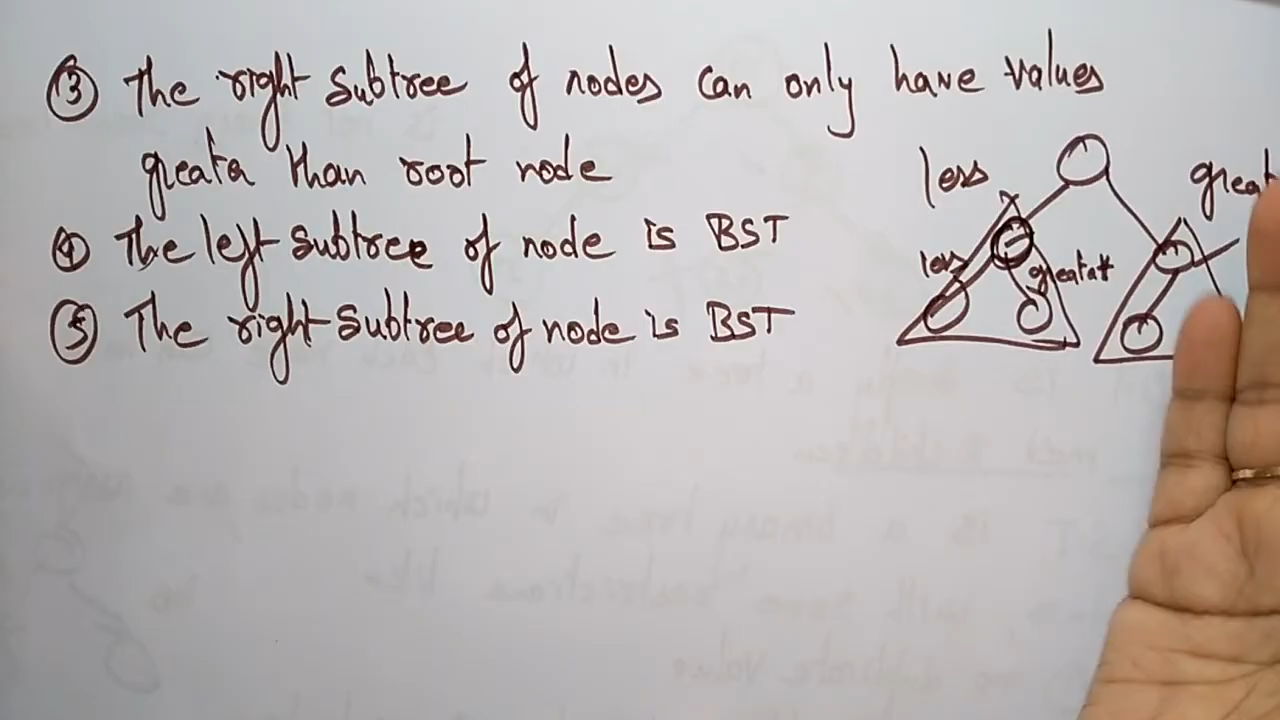 ③ The right subtree of nodes can only have values
greater than root node
④ The left subtree of node is BST
⑤ The right subtree of node is BST
less
great
less
greater